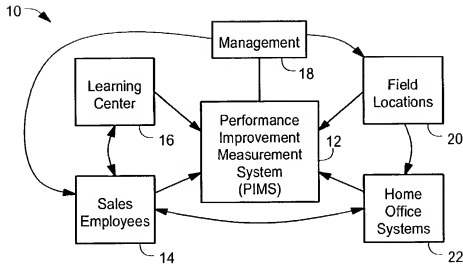 10
Management
18
Learning
Center
16
Field
Locations
20
Performance
Improvement
Measurement
System
(PIMS)
12
Sales
Employees
14
Home
Office
Systems
22